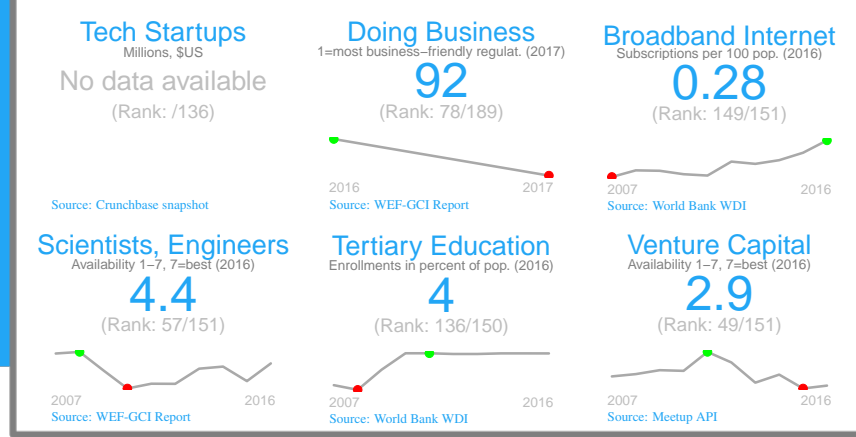 Tech Startups
Millions, $US
No data available
(Rank: /136)
Source: Crunchbase snapshot
Doing Business
1=most business−friendly regulat. (2017)
92
(Rank: 78/189)
2016 2017
Source: WEF-GCI Report
Broadband Internet
Subscriptions per 100 pop. (2016)
0.28
(Rank: 149/151)
2007 2016
Source: World Bank WDI
Scientists, Engineers
Availability 1−7, 7=best (2016)
4.4
(Rank: 57/151)
2007 2016
Source: WEF-GCI Report
Tertiary Education
Enrollments in percent of pop. (2016)
4
(Rank: 136/150)
2007 2016
Source: World Bank WDI
Venture Capital
Availability 1−7, 7=best (2016)
2.9
(Rank: 49/151)
2007 2016
Source: Meetup API